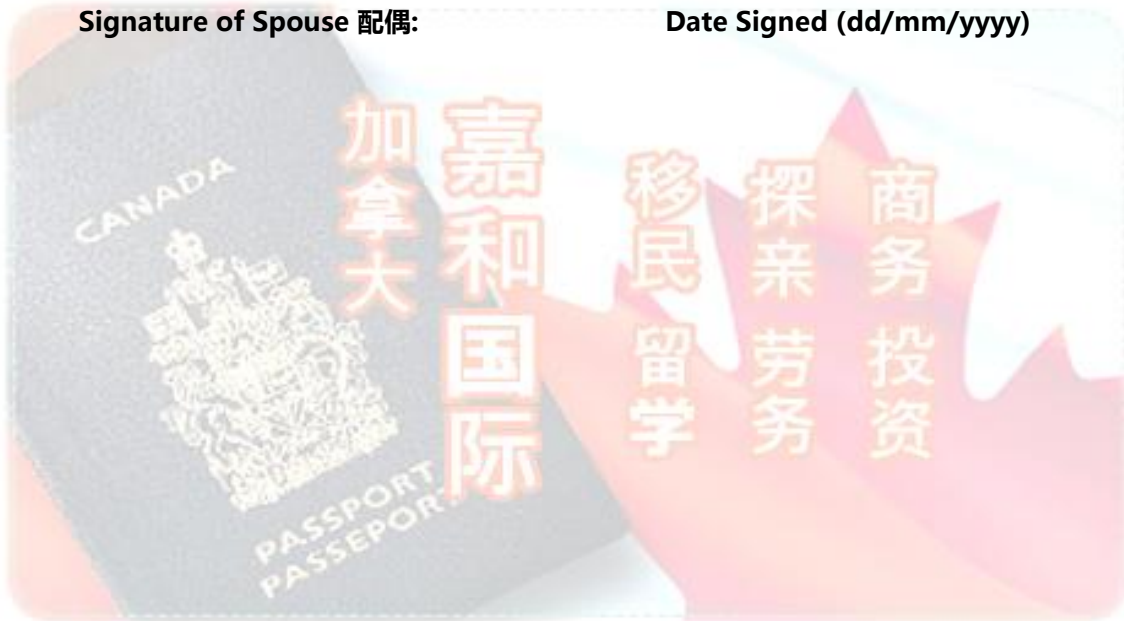 Signature of Spouse 配偶: Date Signed (dd/mm/yyyy)
加拿大
嘉和国际
移民 留学
探亲 劳务
商务 投资
CANADA
PASSPORT
PASSEPORT